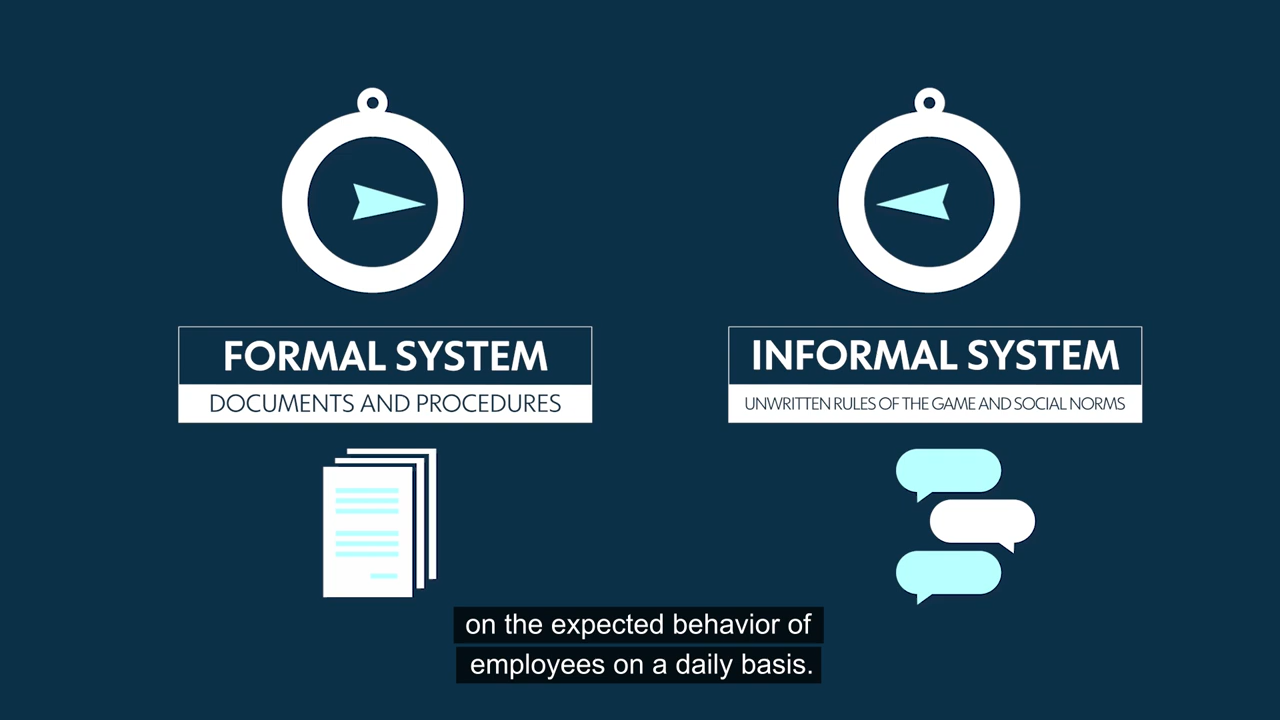 FORMAL SYSTEM
DOCUMENTS AND PROCEDURES
INFORMAL SYSTEM
UNWRITTEN RULES OF THE GAME AND SOCIAL NORMS
on the expected behavior of
employees on a daily basis.